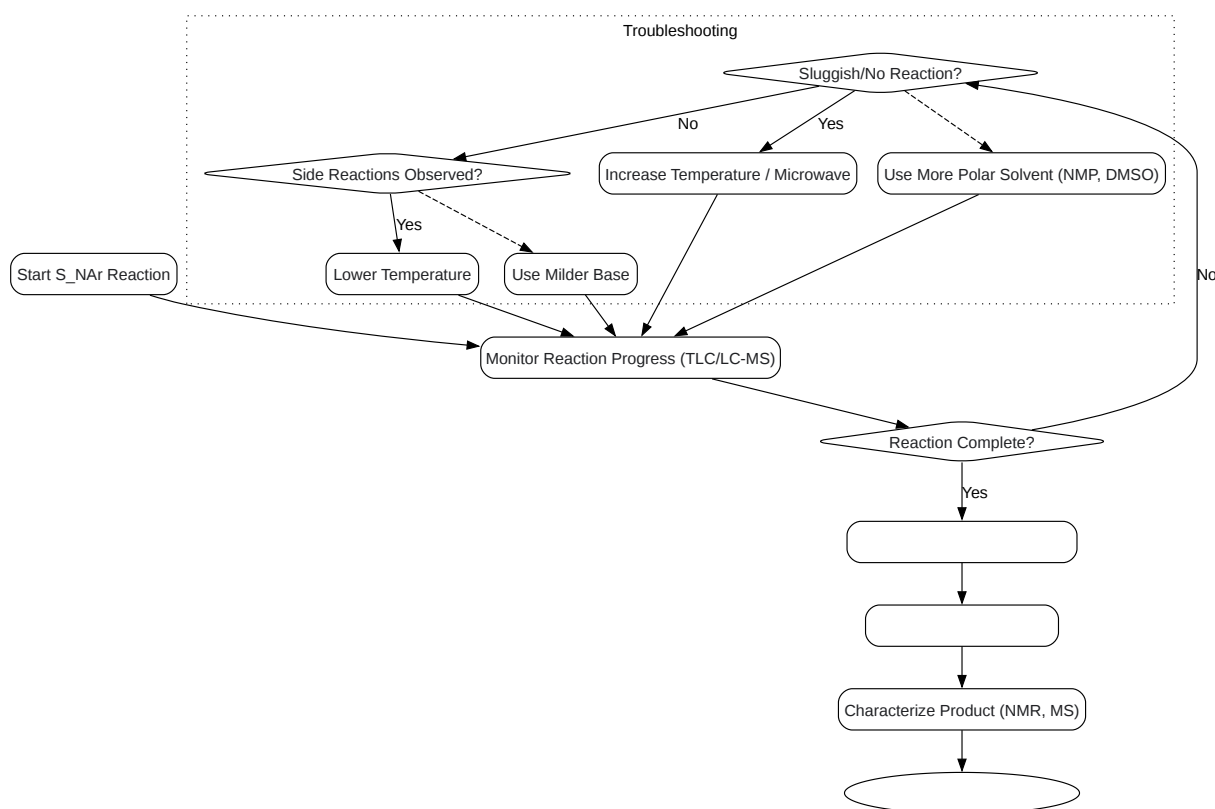 Troubleshooting
Sluggish/No Reaction?
No
Yes
Side Reactions Observed?
Increase Temperature / Microwave
Use More Polar Solvent (NMP, DMSO)
Yes
Start S_NAr Reaction
Lower Temperature
Use Milder Base
No
Monitor Reaction Progress (TLC/LC-MS)
Reaction Complete?
Yes
Characterize Product (NMR, MS)